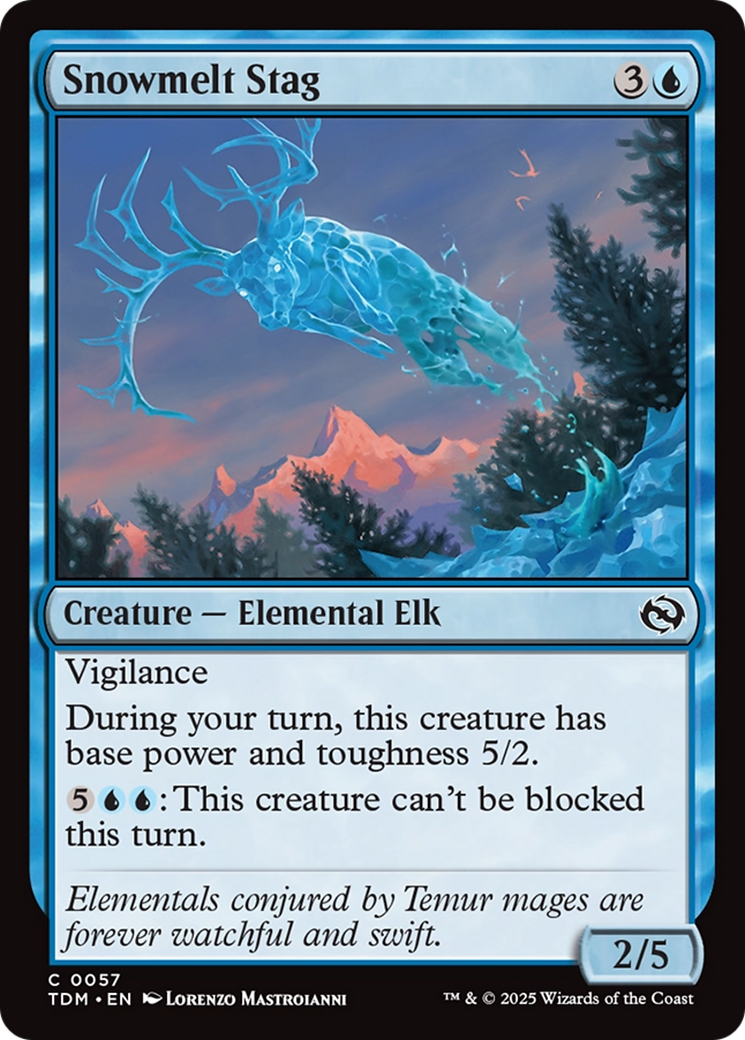 Snowmelt Stag 3
Creature — Elemental Elk
Vigilance
During your turn, this creature has
base power and toughness 5/2.
5: This creature can't be blocked
this turn.
Elementals conjured by Temur mages are
forever watchful and swift.
2/5
C 0057
TDM • EN Lorenzo Mastroianni
™ & © 2025 Wizards of the Coast